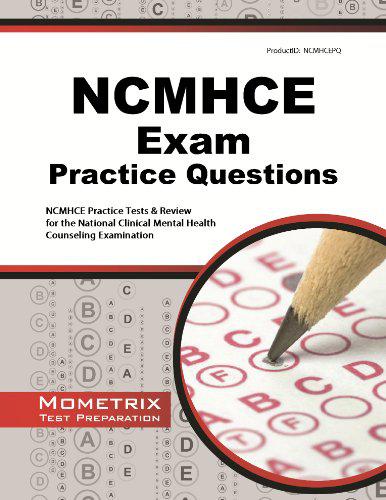 ProductID: NCMHCEPQ
NCMHCE
Exam
Practice Questions
NCMHCE Practice Tests & Review
for the National Clinical Mental Health
Counseling Examination
MOMETRIX
TEST PREPARATION